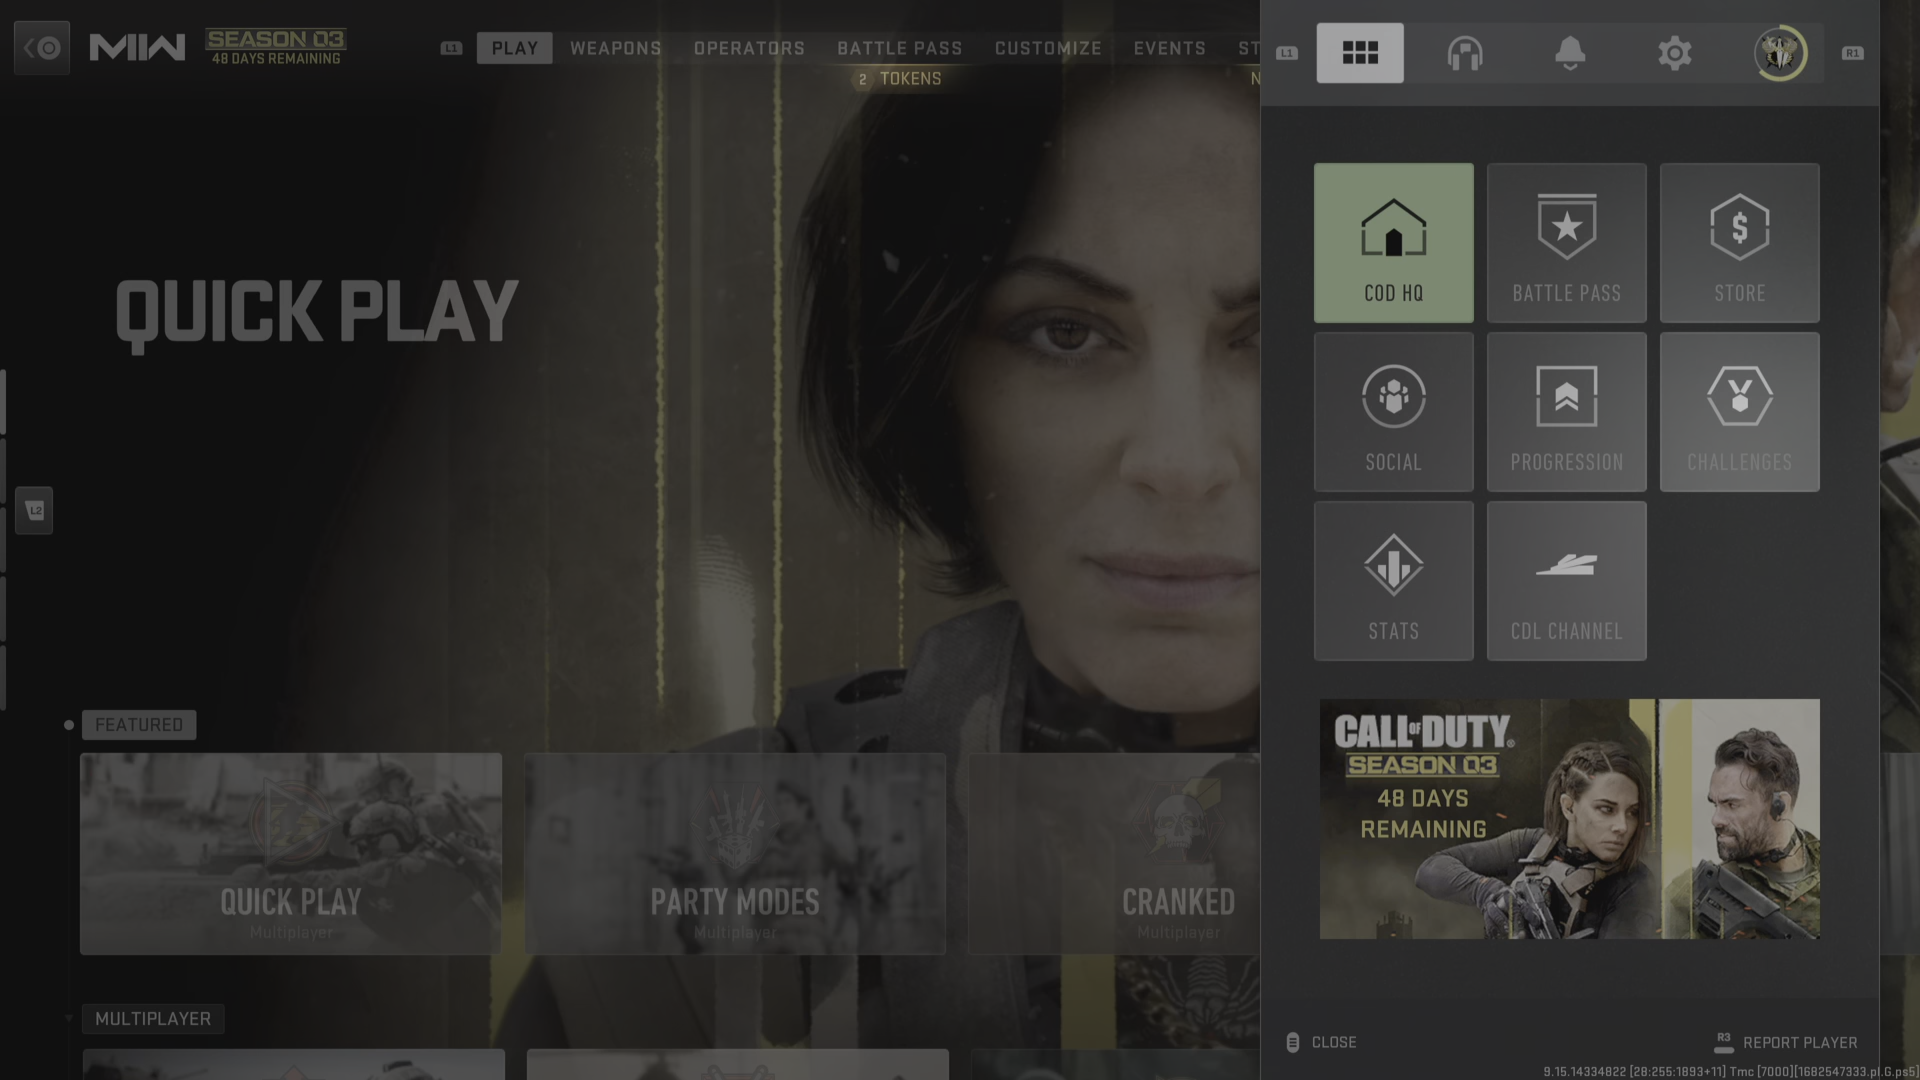 MW
SEASON 03
48 DAYS REMAINING
L1
PLAY
WEAPONS
OPERATORS
BATTLE PASS
CUSTOMIZE
EVENTS
ST
2 TOKENS
N
L1
R1
QUICK PLAY
L2
COD HQ
BATTLE PASS
STORE
SOCIAL
PROGRESSION
CHALLENGES
STATS
CDL CHANNEL
CALL OF DUTY®
SEASON 03
48 DAYS
REMAINING
FEATURED
QUICK PLAY
Multiplayer
PARTY MODES
Multiplayer
CRANKED
Multiplayer
MULTIPLAYER
CLOSE
R3
REPORT PLAYER
9.15.14334822 [28:255:1893+11] Tmc [7000][1682547333.pl.G.ps5]